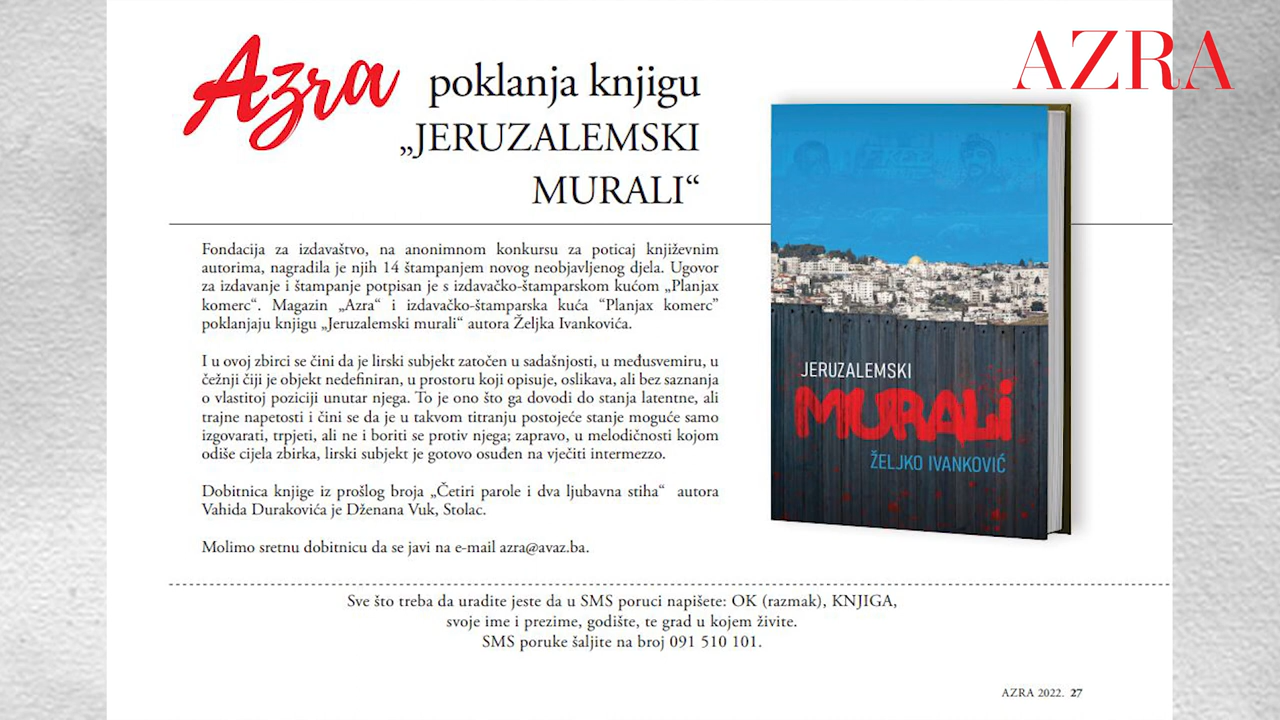 AZRA
Azra
poklanja knjigu
„JERUZALEMSKI
MURALI“
Fondacija za izdavaštvo, na anonimnom konkursu za poticaj književnim
autorima, nagradila je njih 14 štampanjem novog neobjavljenog djela. Ugovor
za izdavanje i štampanje potpisan je s izdavačko-štamparskom kućom „Planjax
komerc“. Magazin „Azra“ i izdavačko-štamparska kuća “Planjax komerc”
poklanjaju knjigu „Jeruzalemski murali“ autora Željka Ivankovića.
I u ovoj zbirci se čini da je lirski subjekt zatočen u sadašnjosti, u međusvemiru, u
čežnji čiji je objekt nedefiniran, u prostoru koji opisuje, oslikava, ali bez saznanja
o vlastitoj poziciji unutar njega. To je ono što ga dovodi do stanja latentne, ali
trajne napetosti i čini se da je u takvom titranju postojeće stanje moguće samo
izgovarati, trpjeti, ali ne i boriti se protiv njega; zapravo, u melodičnosti kojom
odiše cijela zbirka, lirski subjekt je gotovo osuđen na vječiti intermezzo.
Dobitnica knjige iz prošlog broja „Četiri parole i dva ljubavna stiha“ autora
Vahida Durakovića je Dženana Vuk, Stolac.
Molimo sretnu dobitnicu da se javi na e-mail azra@avaz.ba.
FREE
JERUZALEMSKI
MURALi
ŽELJKO IVANKOVIĆ
Sve što treba da uradite jeste da u SMS poruci napišete: OK (razmak), KNJIGA,
svoje ime i prezime, godište, te grad u kojem živite.
SMS poruke šaljite na broj 091 510 101.
AZRA 2022. 27